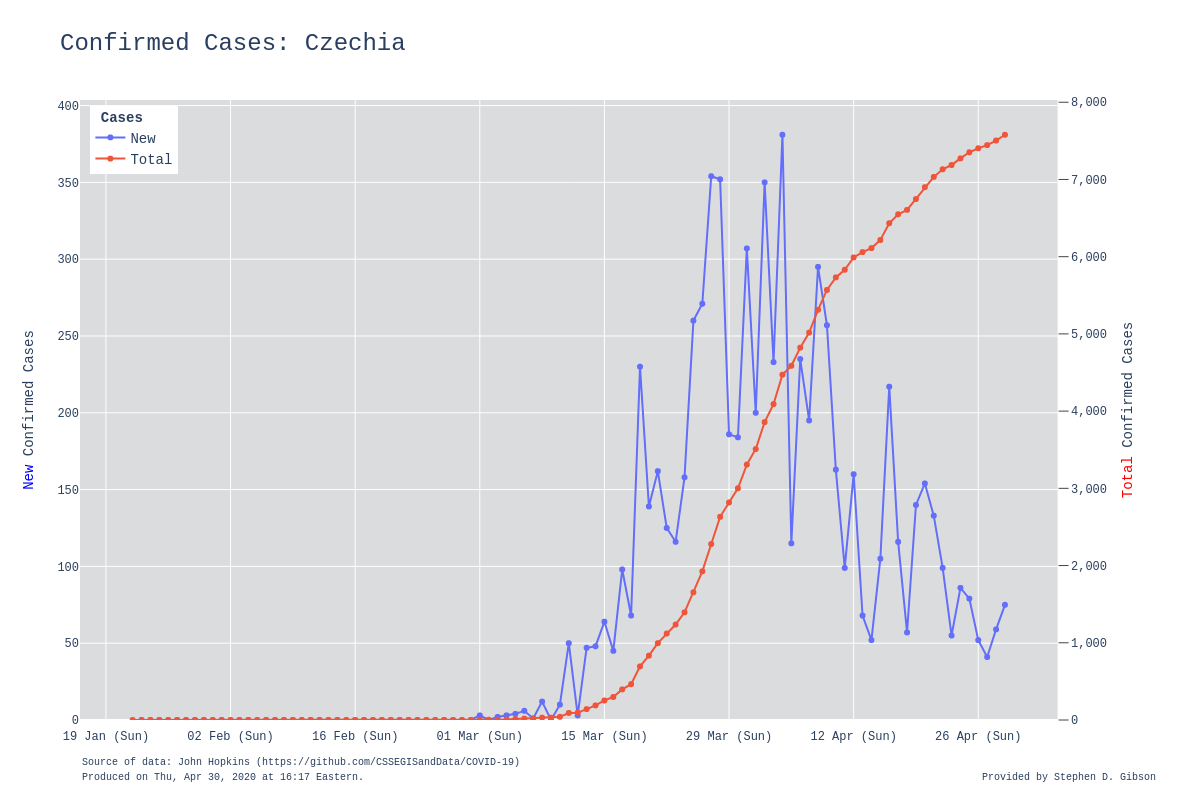 Confirmed Cases: Czechia
Cases
New
Total
400
350
300
250
200
150
100
50
0
8,000
7,000
6,000
5,000
4,000
3,000
2,000
1,000
0
New Confirmed Cases
Total Confirmed Cases
19 Jan (Sun) 02 Feb (Sun) 16 Feb (Sun) 01 Mar (Sun) 15 Mar (Sun) 29 Mar (Sun) 12 Apr (Sun) 26 Apr (Sun)
Source of data: John Hopkins (https://github.com/CSSEGISandData/COVID-19)
Produced on Thu, Apr 30, 2020 at 16:17 Eastern.
Provided by Stephen D. Gibson